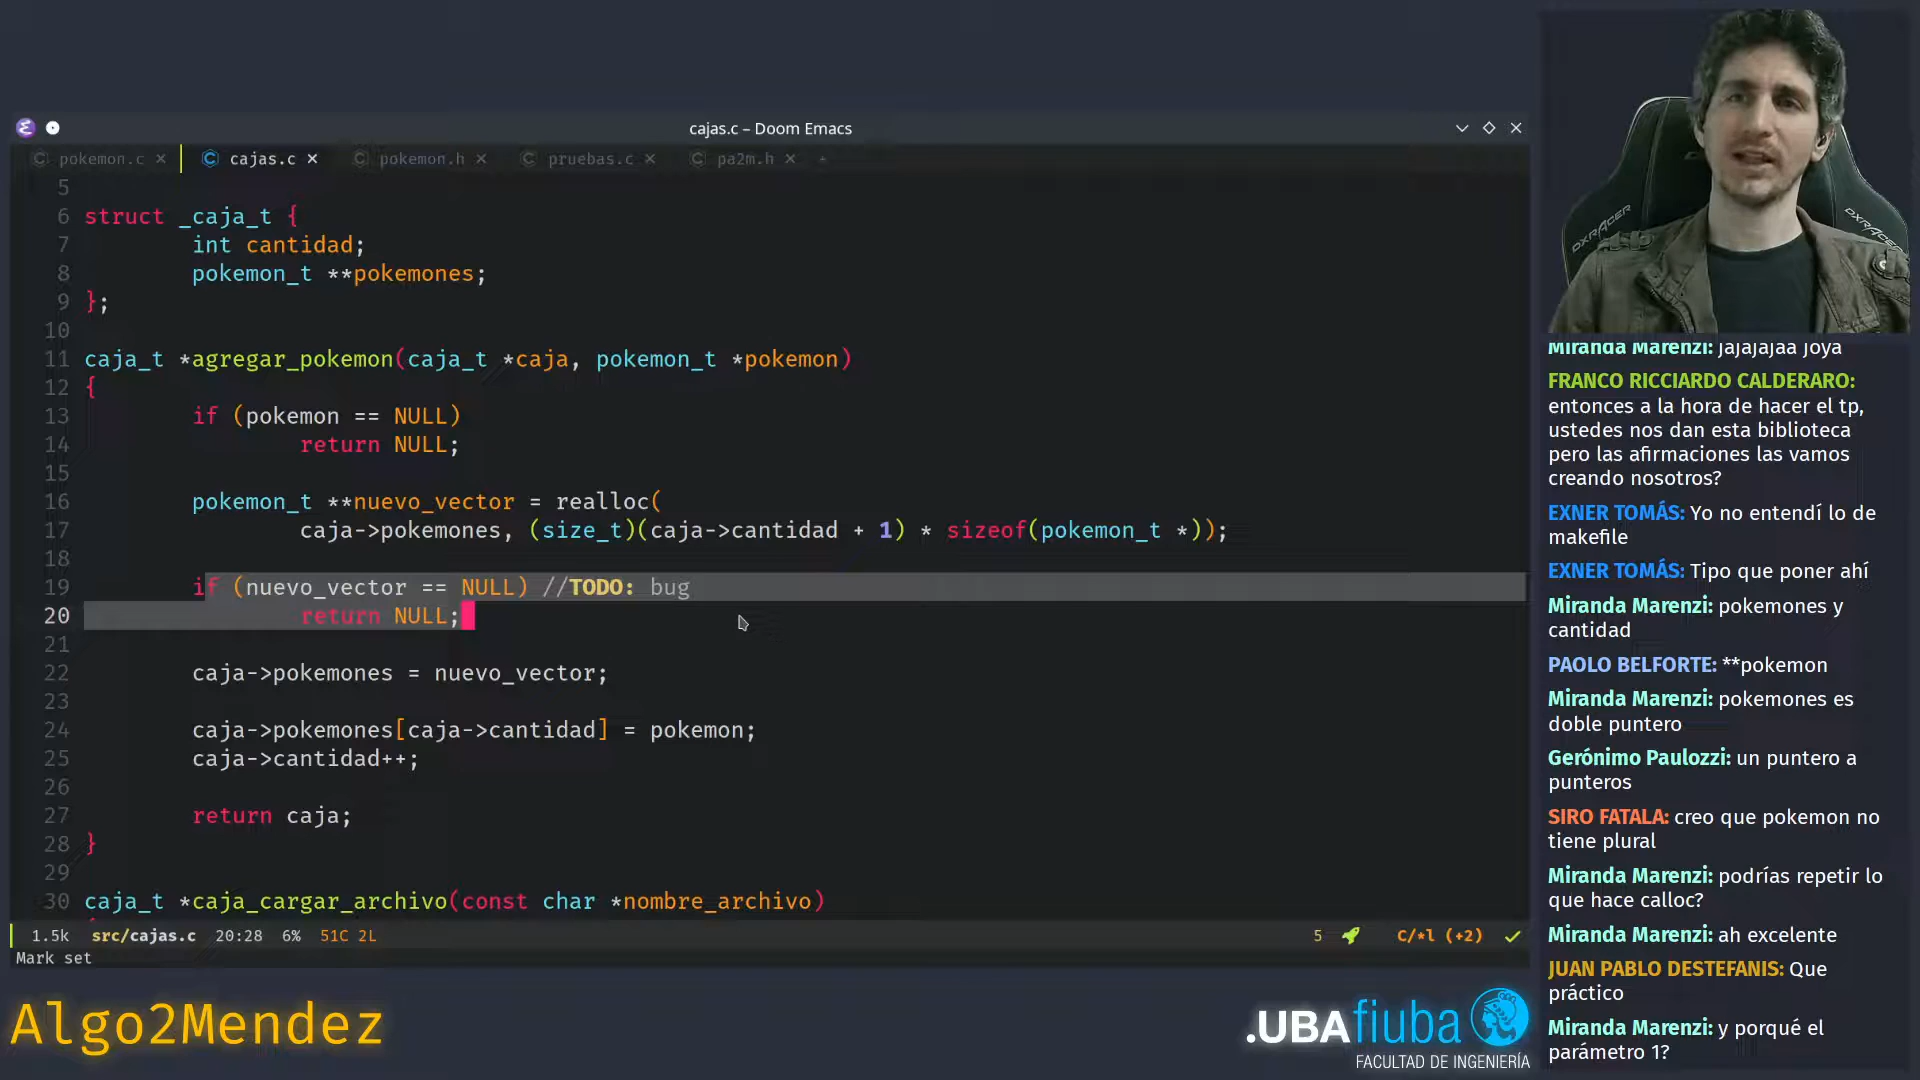 cajas.c – Doom Emacs
pokemon.c × cajas.c × pokemon.h × pruebas.c × pa2m.h × +
5
6 struct _caja_t {
7 int cantidad;
8 pokemon_t **pokemones;
9 };
10
11 caja_t *agregar_pokemon(caja_t *caja, pokemon_t *pokemon)
12 {
13 if (pokemon == NULL)
14 return NULL;
15
16 pokemon_t **nuevo_vector = realloc(
17 caja->pokemones, (size_t)(caja->cantidad + 1) * sizeof(pokemon_t *));
18
19 if (nuevo_vector == NULL) //TODO: bug
20 return NULL;
21
22 caja->pokemones = nuevo_vector;
23
24 caja->pokemones[caja->cantidad] = pokemon;
25 caja->cantidad++;
26
27 return caja;
28 }
29
30 caja_t *caja_cargar_archivo(const char *nombre_archivo)
1.5k src/cajas.c 20:28 6% 51C 2L 5 C/*l (+2)
Mark set
Algo2Mendez
.UBAfiuba
FACULTAD DE INGENIERÍA
DXRACER
Miranda Marenzi: jajajajaa joya
FRANCO RICCIARDO CALDERARO:
entonces a la hora de hacer el tp,
ustedes nos dan esta biblioteca
pero las afirmaciones las vamos
creando nosotros?
EXNER TOMÁS: Yo no entendí lo de
makefile
EXNER TOMÁS: Tipo que poner ahí
Miranda Marenzi: pokemones y
cantidad
PAOLO BELFORTE: **pokemon
Miranda Marenzi: pokemones es
doble puntero
Gerónimo Paulozzi: un puntero a
punteros
SIRO FATALA: creo que pokemon no
tiene plural
Miranda Marenzi: podrías repetir lo
que hace calloc?
Miranda Marenzi: ah excelente
JUAN PABLO DESTEFANIS: Que
práctico
Miranda Marenzi: y porqué el
parámetro 1?